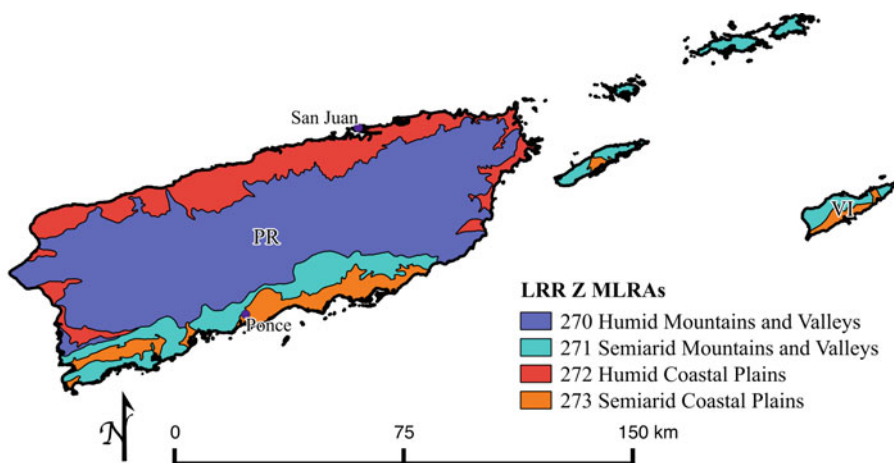 San Juan
PR
VI
Ponce
LRR Z MLRAs
270 Humid Mountains and Valleys
271 Semiarid Mountains and Valleys
272 Humid Coastal Plains
273 Semiarid Coastal Plains
N
0 75 150 km